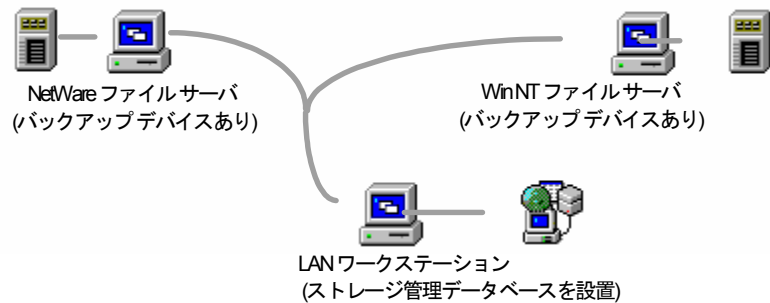 NetWare ファイル サーバ
(バックアップ デバイスあり)
Win NT ファイル サーバ
(バックアップ デバイスあり)
LAN ワークステーション
(ストレージ管理データベースを設置)